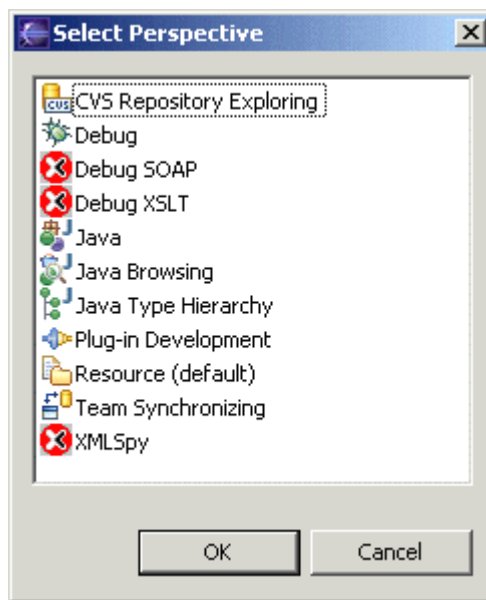 Select Perspective
CVS Repository Exploring
Debug
Debug SOAP
Debug XSLT
Java
Java Browsing
Java Type Hierarchy
Plug-in Development
Resource (default)
Team Synchronizing
XMLSpy
OK
Cancel